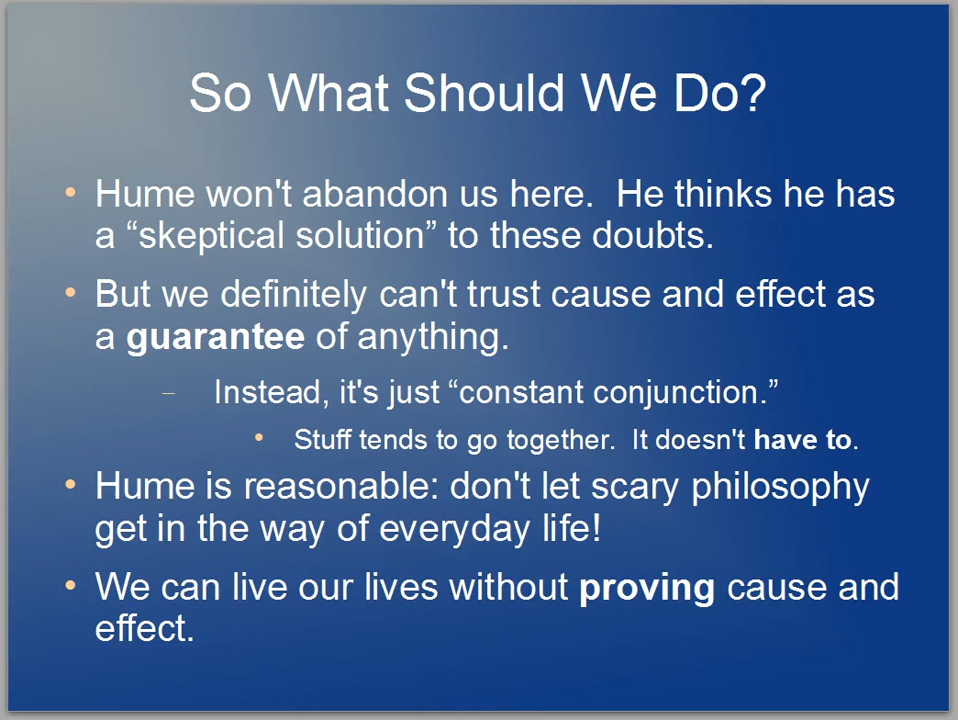 So What Should We Do?
• Hume won't abandon us here.  He thinks he has
a “skeptical solution” to these doubts.
• But we definitely can't trust cause and effect as
a guarantee of anything.
– Instead, it's just “constant conjunction.”
• Stuff tends to go together.  It doesn't have to.
• Hume is reasonable: don't let scary philosophy
get in the way of everyday life!
• We can live our lives without proving cause and
effect.